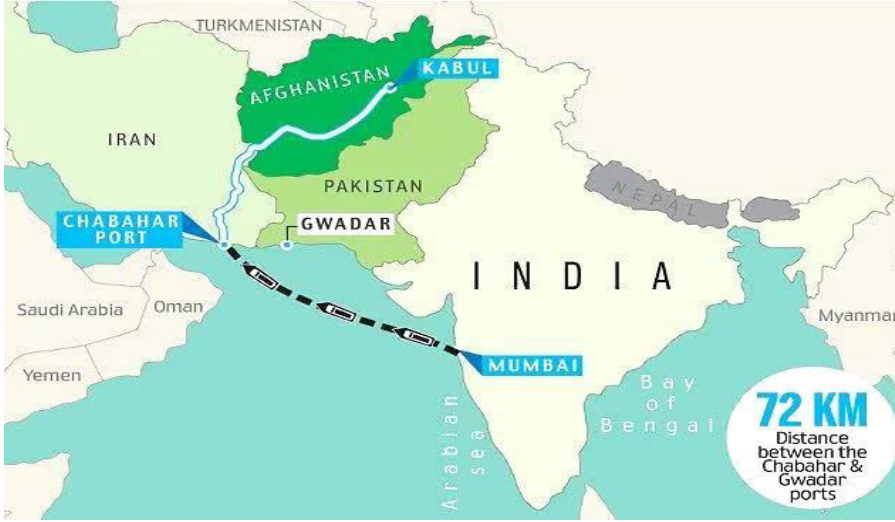 TURKMENISTAN
KABUL
AFGHANISTAN
IRAN
PAKISTAN
NEPAL
CHABAHAR
PORT
GWADAR
INDIA
Saudi Arabia
Oman
Myanmar
Yemen
MUMBAI
Arabian
sea
Bay
of
Bengal
72 KM
Distance
between the
Chabahar &
Gwadar
ports